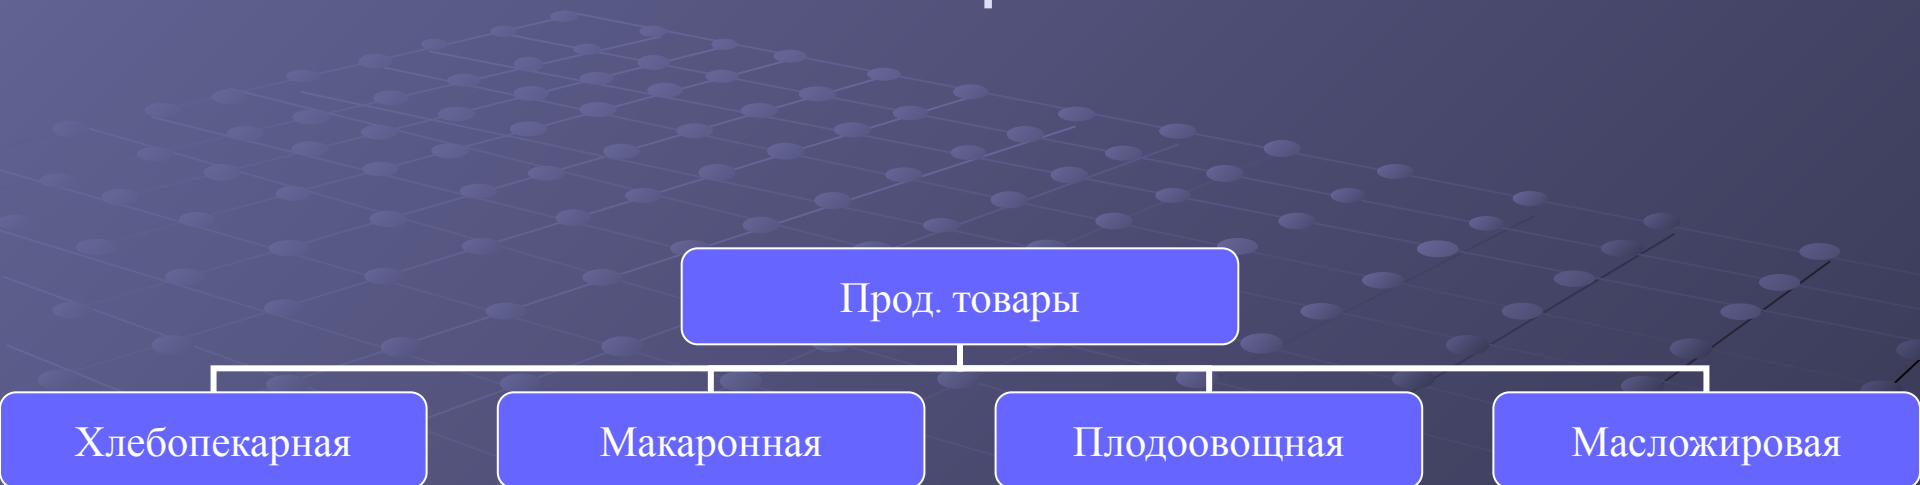 Прод. товары
Хлебопекарная
Макаронная
Плодоовощная
Масложировая